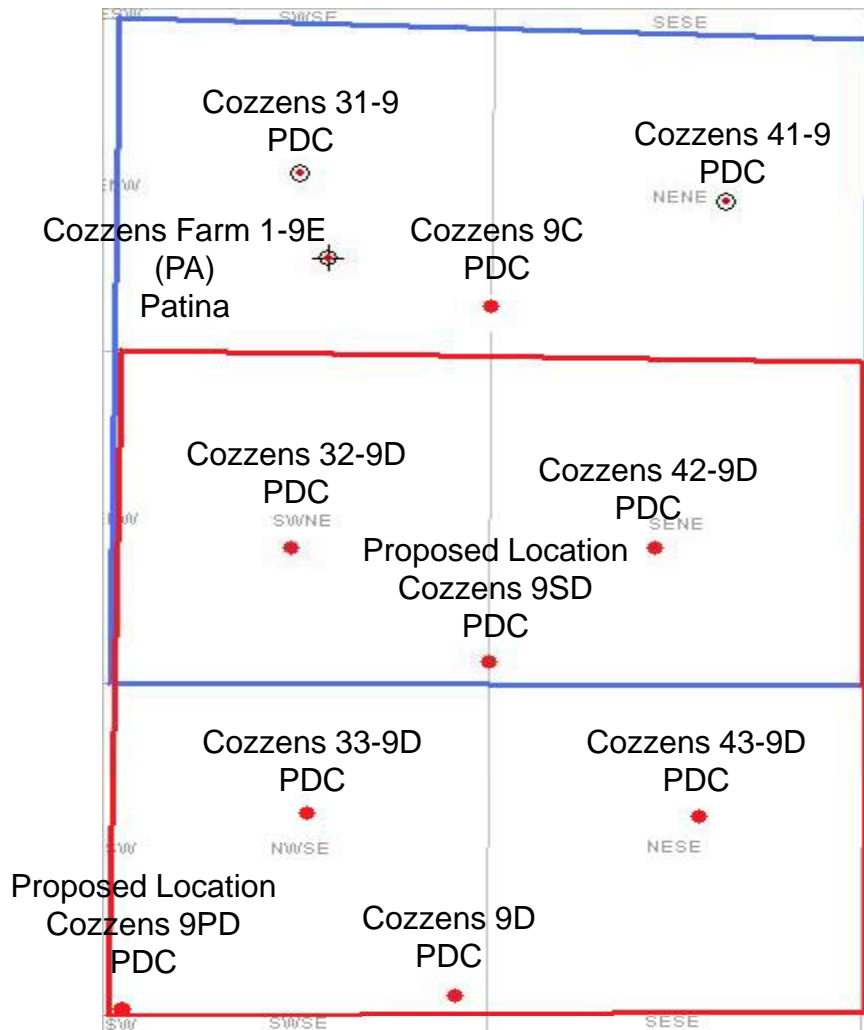 SWSE
SESE
Cozzens 31-9
PDC
Cozzens 41-9
PDC
NENE
Cozzens Farm 1-9E
(PA)
Patina
Cozzens 9C
PDC
Cozzens 32-9D
PDC
SWNE
Cozzens 42-9D
PDC
SENE
Proposed Location
Cozzens 9SD
PDC
Cozzens 33-9D
PDC
NWSE
Cozzens 43-9D
PDC
NESE
SW
Proposed Location
Cozzens 9PD
PDC
Cozzens 9D
PDC
SW
SWSE
SESE